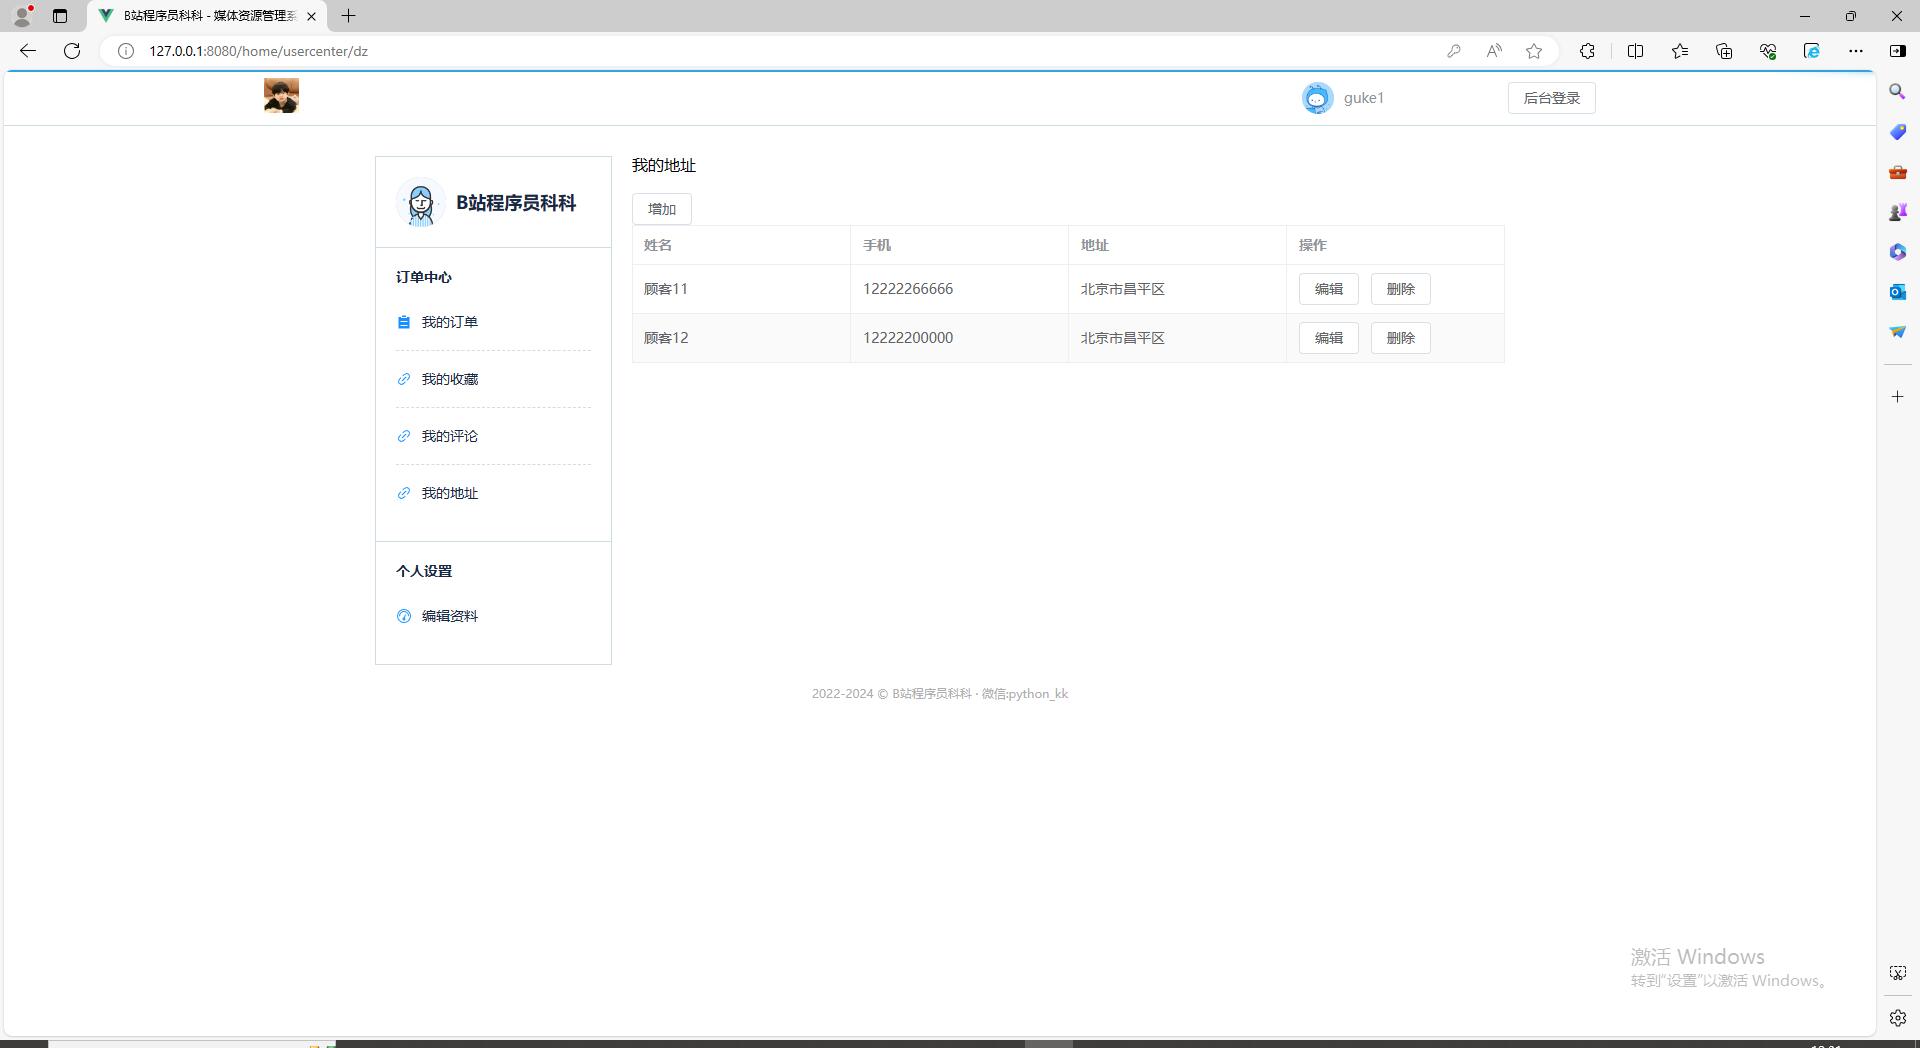 B站程序员科科 - 媒体资源管理系
127.0.0.1:8080/home/usercenter/dz
guke1
后台登录
B站程序员科科
订单中心
我的订单
我的收藏
我的评论
我的地址
个人设置
编辑资料
我的地址
增加
姓名 手机 地址 操作
顾客11 12222266666 北京市昌平区 编辑 删除
顾客12 12222200000 北京市昌平区 编辑 删除
2022-2024 © B站程序员科科 · 微信:python_kk
激活 Windows
转到"设置"以激活 Windows。